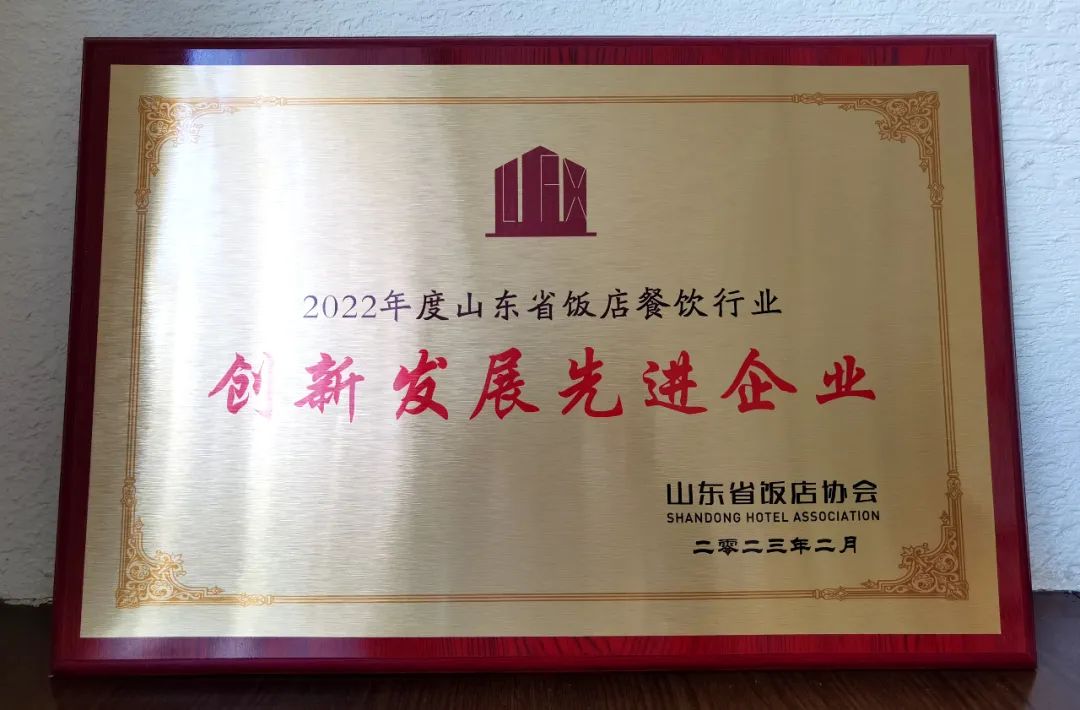 2022年度山东省饭店餐饮行业
创新发展先进企业
山东省饭店协会
SHANDONG HOTEL ASSOCIATION
二零二三年二月